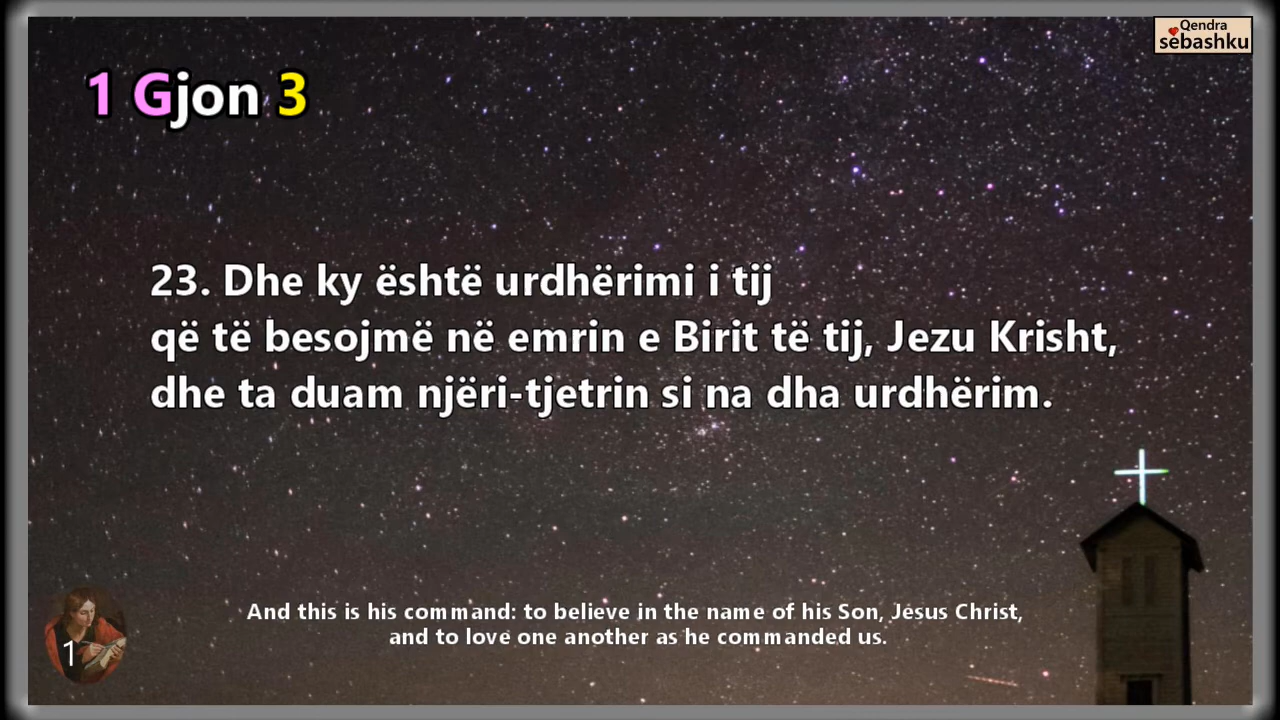 Qendra
sebashku
1 Gjon 3
23. Dhe ky është urdhërimi i tij
që të besojmë në emrin e Birit të tij, Jezu Krisht,
dhe ta duam njëri-tjetrin si na dha urdhërim.
And this is his command: to believe in the name of his Son, Jesus Christ,
and to love one another as he commanded us.
1